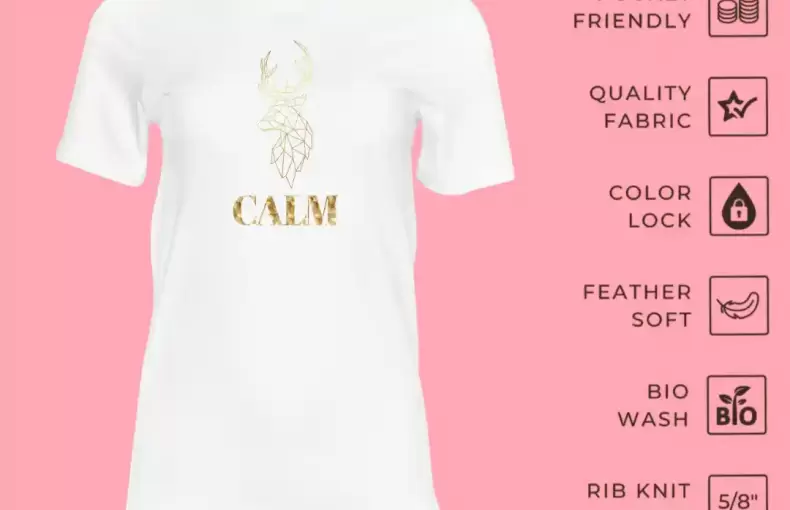 CALM
FRIENDLY
QUALITY
FABRIC
COLOR
LOCK
FEATHER
SOFT
BIO
WASH
BIO
RIB KNIT
5/8"